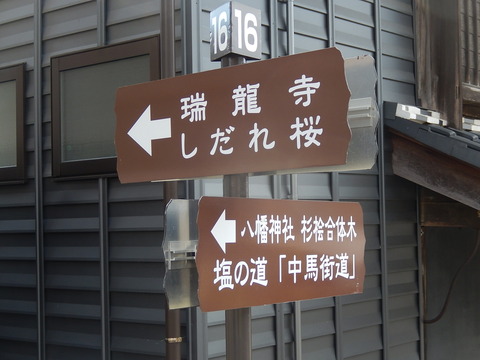 16 16
瑞龍寺
しだれ桜
八幡神社 杉桧合体木
塩の道「中馬街道」